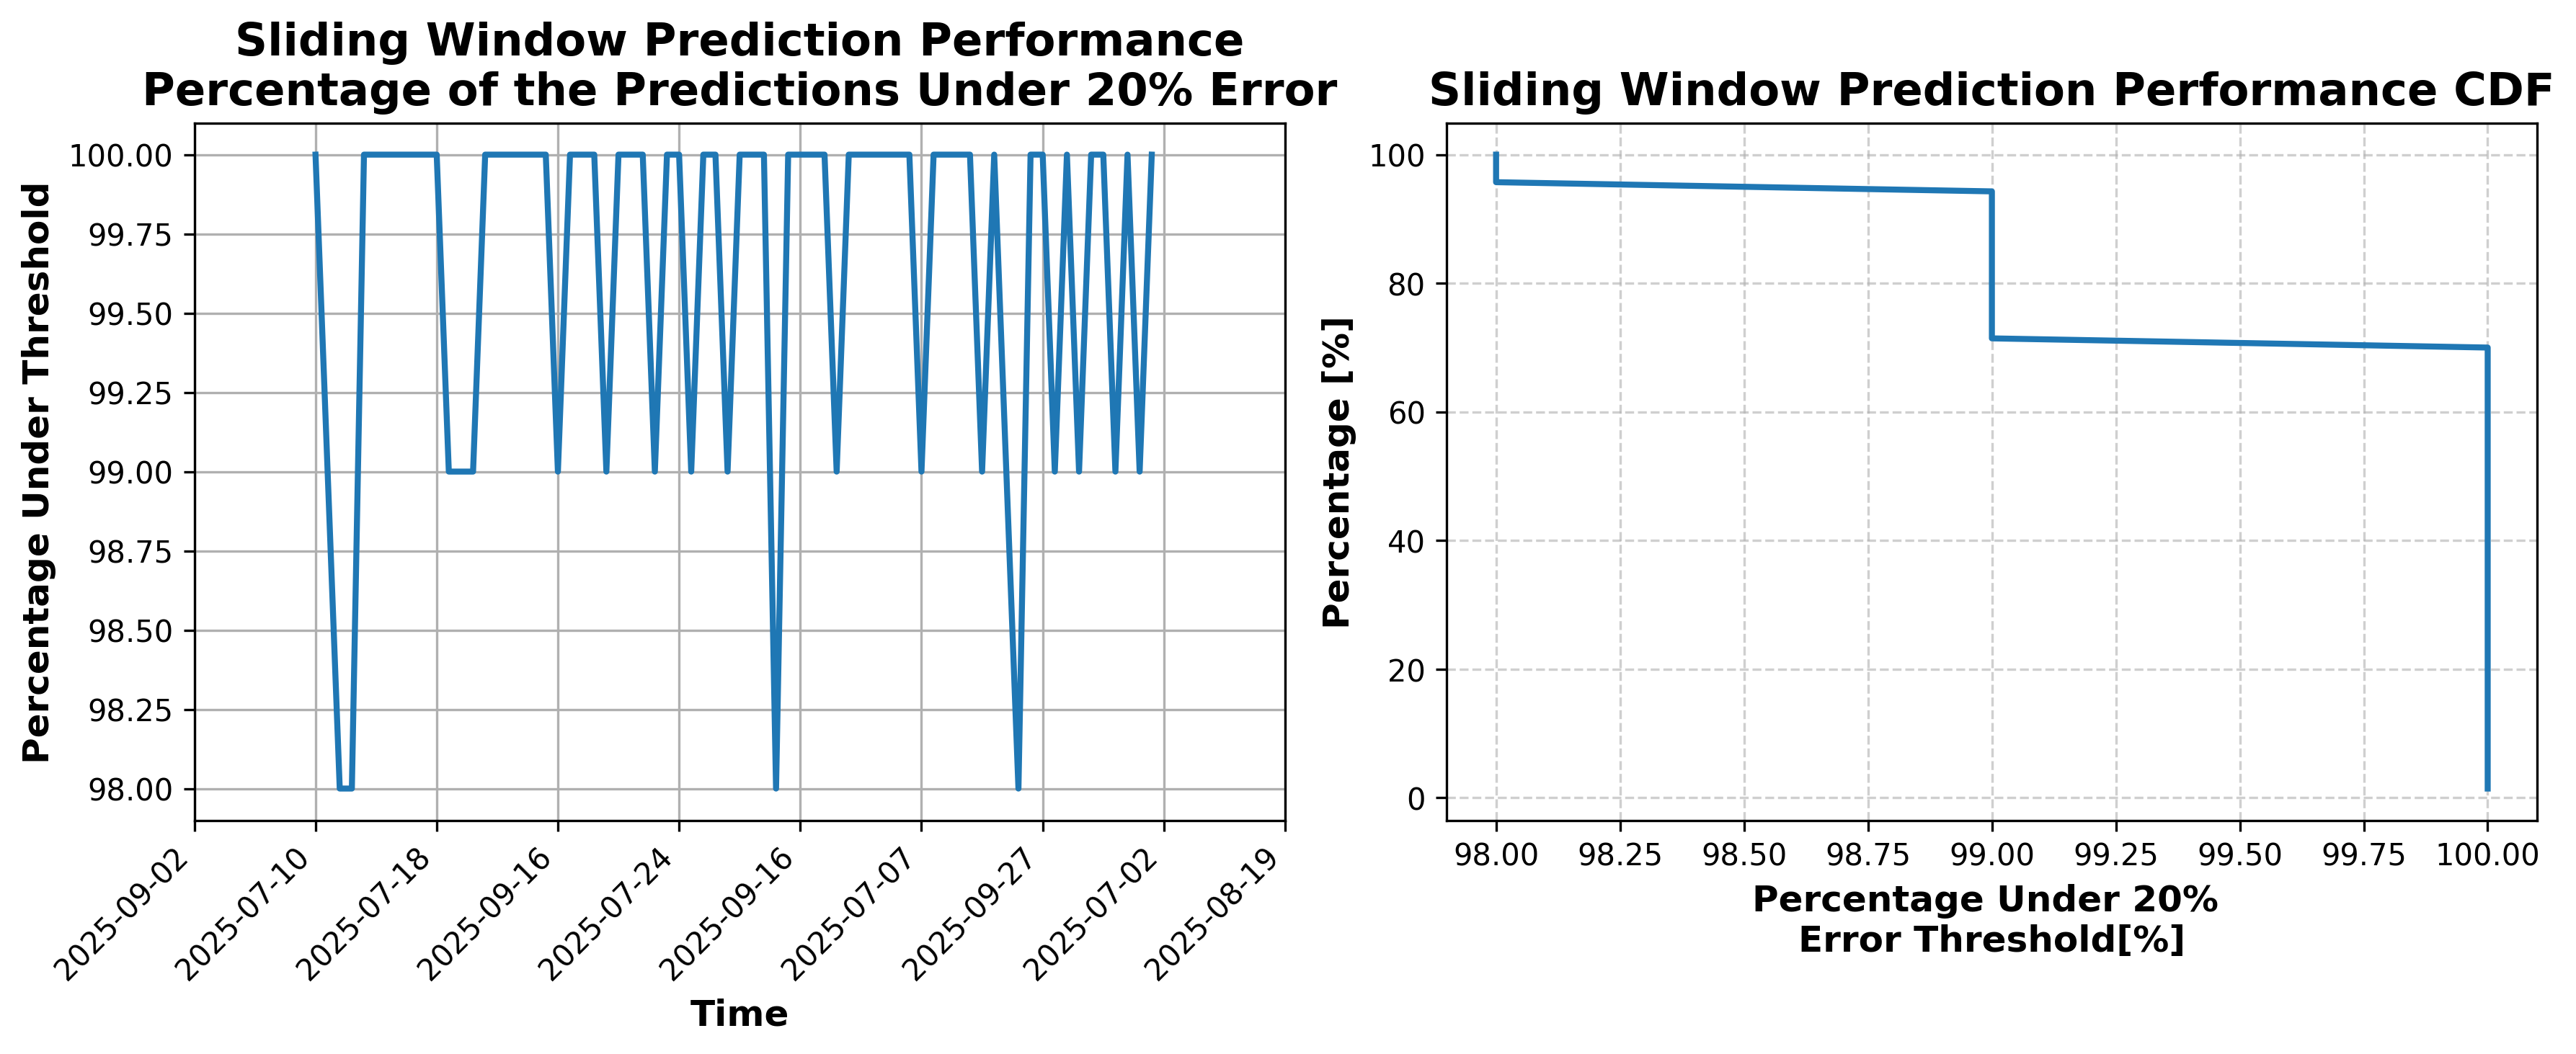 Sliding Window Prediction Performance
Percentage of the Predictions Under 20% Error
Percentage Under Threshold
100.00
99.75
99.50
99.25
99.00
98.75
98.50
98.25
98.00
2025-09-02
2025-07-10
2025-07-18
2025-09-16
2025-07-24
2025-09-16
2025-07-07
2025-09-27
2025-07-02
2025-08-19
Time
Sliding Window Prediction Performance CDF
Percentage [%]
100
80
60
40
20
0
98.00 98.25 98.50 98.75 99.00 99.25 99.50 99.75 100.00
Percentage Under 20%
Error Threshold[%]